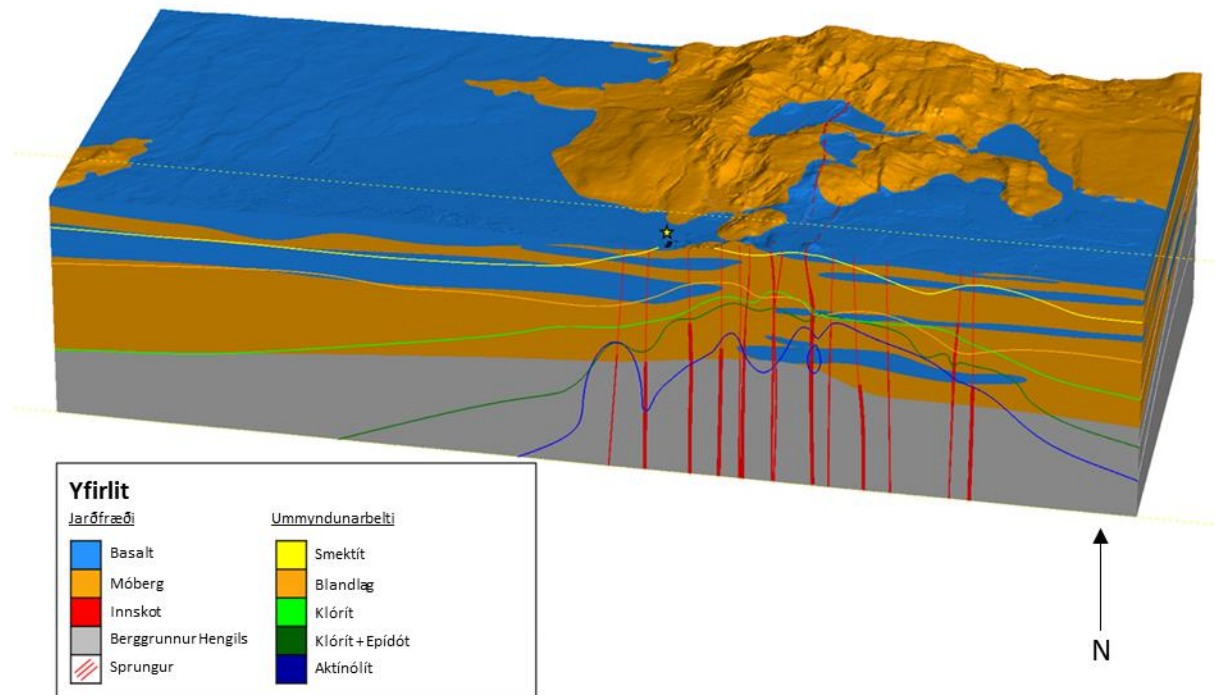 Yfirlit
Jarðfræði
Basalt
Móberg
Innskot
Berggrunnur Hengils
Sprungur
Ummyndunarbelti
Smektít
Blandlag
Klórít
Klórít + Epídót
Aktínólít
N